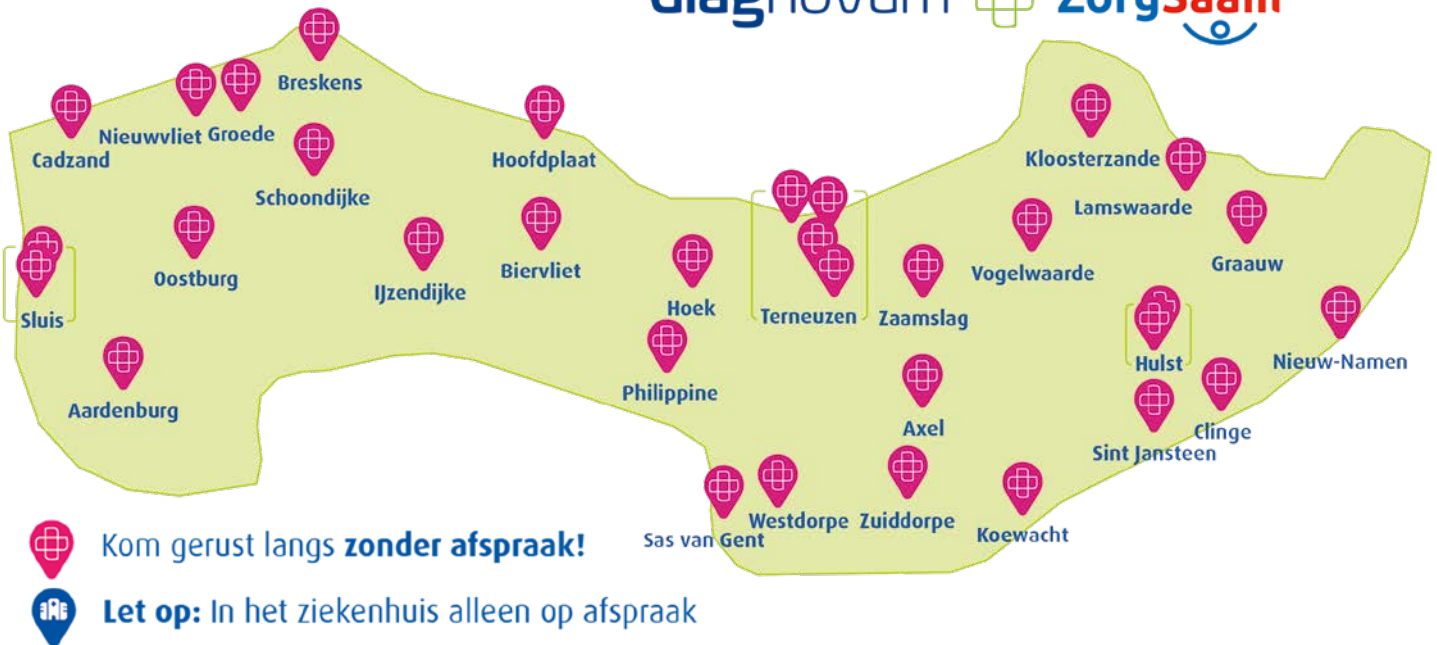 diagnovum ZorgSaam
Breskens
Nieuwvliet Groede
Cadzand
Hoofdplaat
Kloosterzande
Schoondijke
Lamswaarde
Oostburg
IJzendijke
Biervliet
Vogelwaarde
Graauw
Sluis
Hoek
Terneuzen
Zaamslag
Hulst
Nieuw-Namen
Philippine
Aardenburg
Axel
Clinge
Sint Jansteen
Sas van Gent
Westdorpe
Zuiddorpe
Koewacht
Kom gerust langs zonder afspraak!
Let op: In het ziekenhuis alleen op afspraak